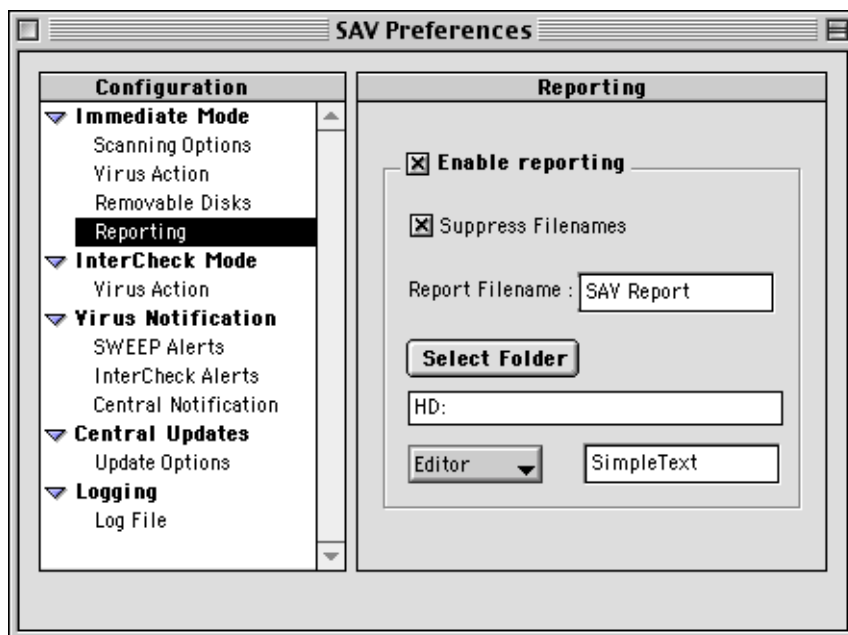 SAV Preferences
Configuration
Immediate Mode
Scanning Options
Virus Action
Removable Disks
Reporting
InterCheck Mode
Virus Action
Virus Notification
SWEEP Alerts
InterCheck Alerts
Central Notification
Central Updates
Update Options
Logging
Log File
Reporting
Enable reporting
Suppress Filenames
Report Filename : SAV Report
Select Folder
HD:
Editor SimpleText